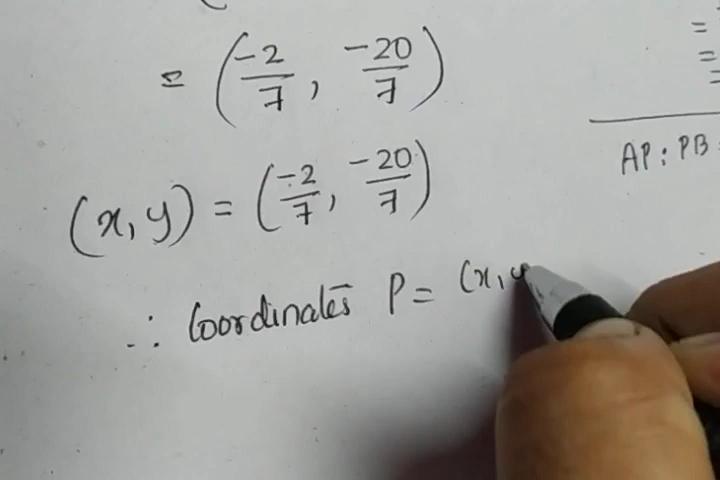 = (-2/7, -20/7)
(x, y) = (-2/7, -20/7)
∴ Coordinates P = (x, y
=
=
=
AP : PB =